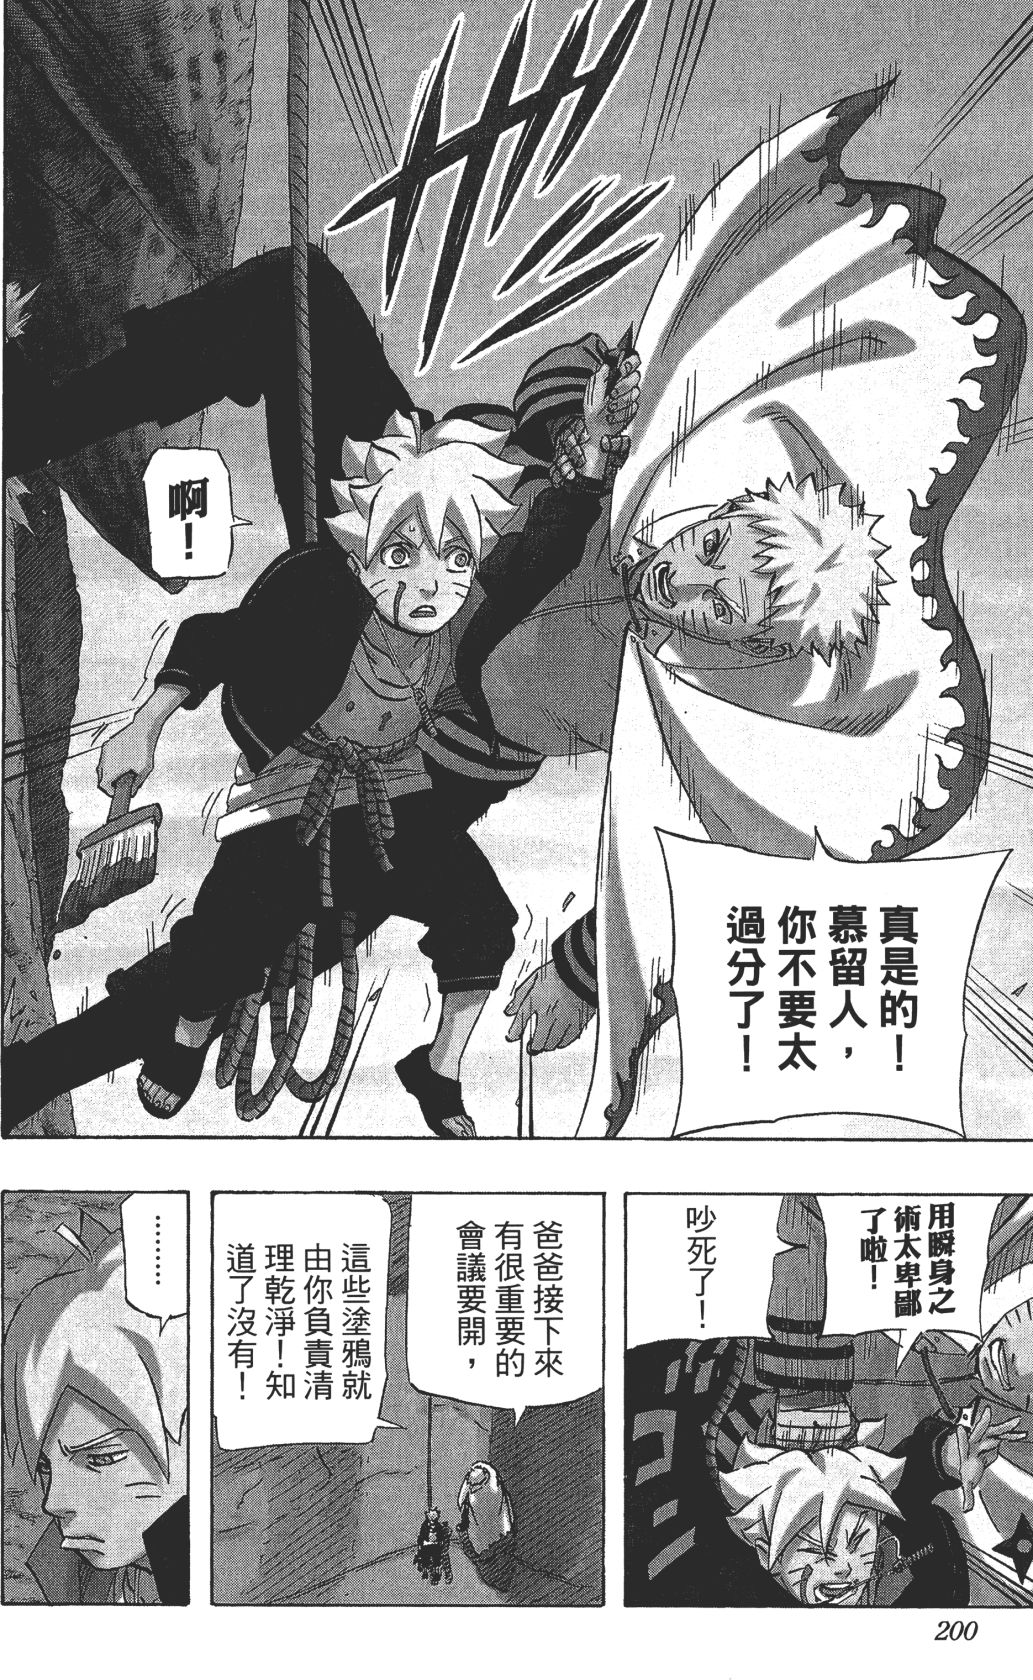 ガガッ
真是的！
慕留人，
你不要太
過分了！
啊！
用瞬身之
術太卑鄙
了啦！
吵死了！
爸爸接下來
有很重要的
會議要開，
這些塗鴉就
由你負責清
理乾淨！知
道了沒有！
………
200